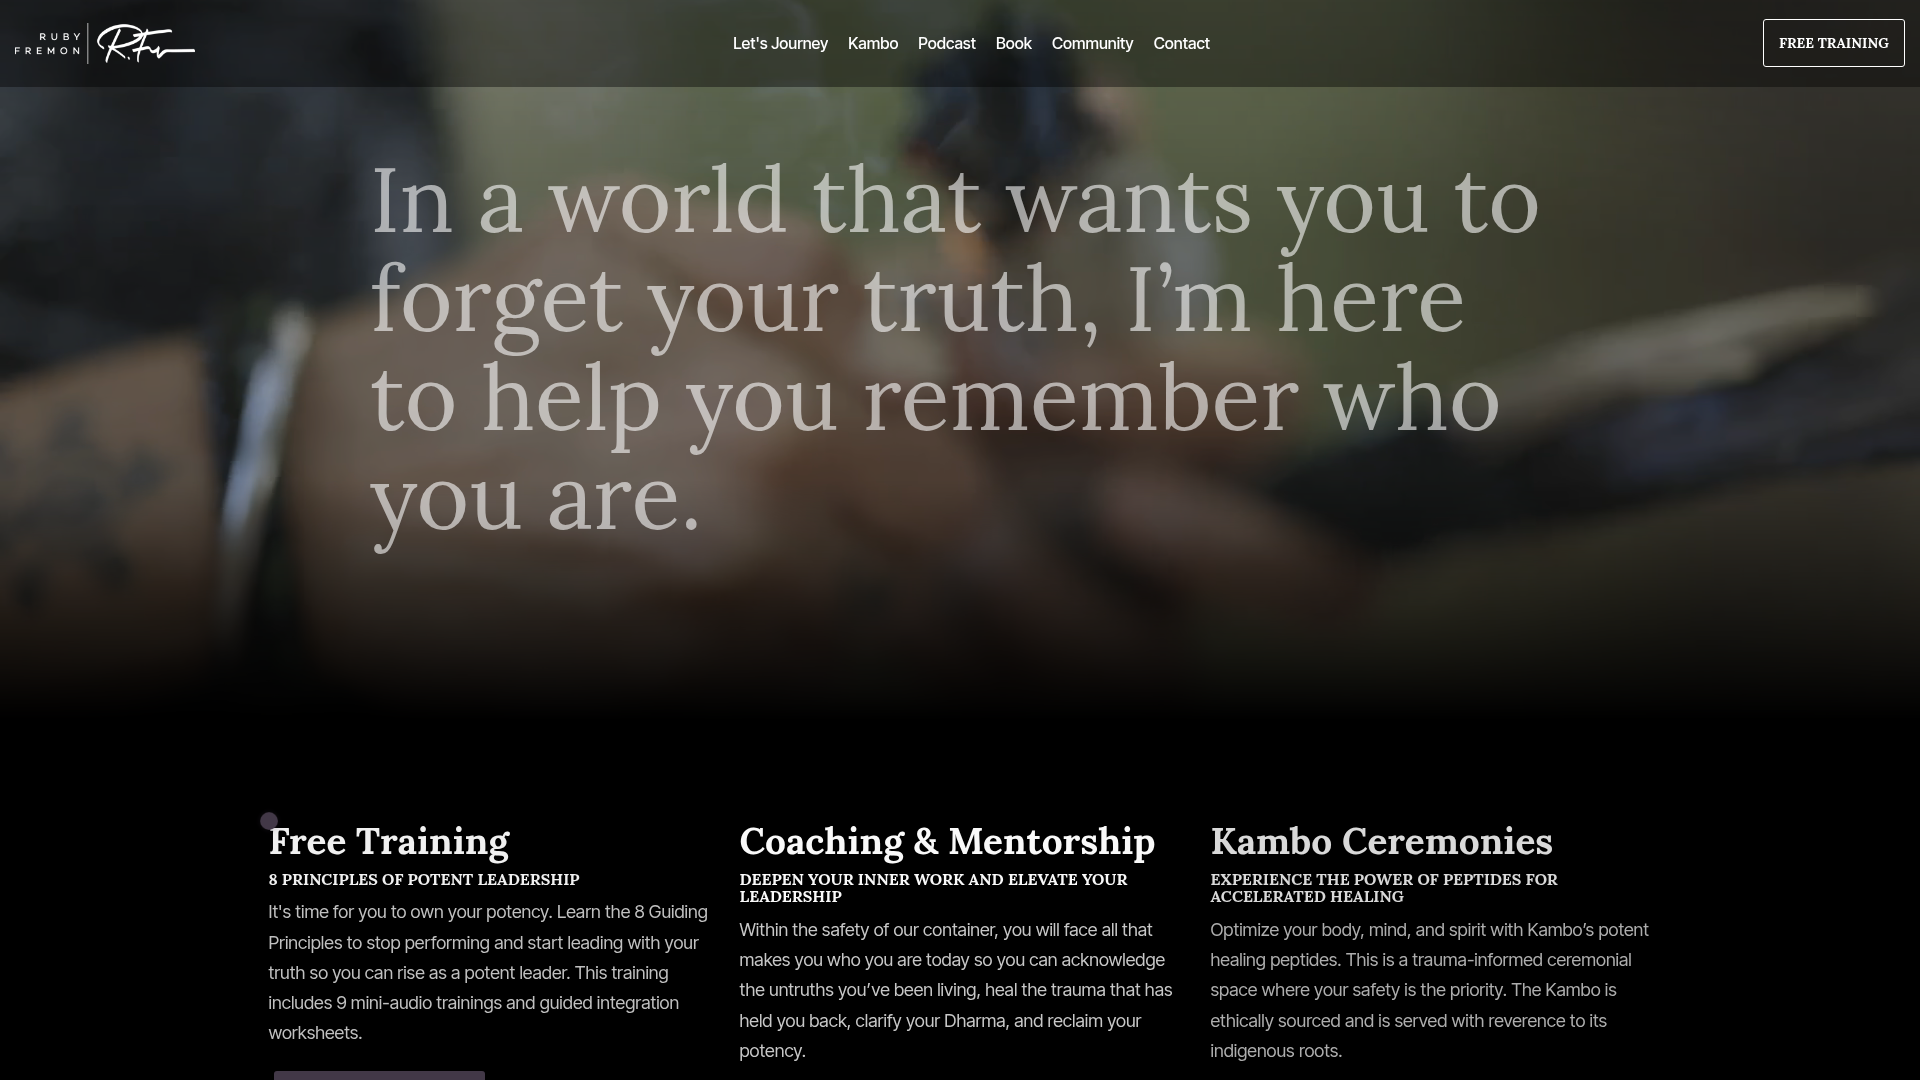 RUBY
FREMON
Let's Journey
Kambo
Podcast
Book
Community
Contact
FREE TRAINING
In a world that wants you to
forget your truth, I’m here
to help you remember who
you are.
Free Training
8 PRINCIPLES OF POTENT LEADERSHIP
It's time for you to own your potency. Learn the 8 Guiding
Principles to stop performing and start leading with your
truth so you can rise as a potent leader. This training
includes 9 mini-audio trainings and guided integration
worksheets.
Coaching & Mentorship
DEEPEN YOUR INNER WORK AND ELEVATE YOUR
LEADERSHIP
Within the safety of our container, you will face all that
makes you who you are today so you can acknowledge
the untruths you’ve been living, heal the trauma that has
held you back, clarify your Dharma, and reclaim your
potency.
Kambo Ceremonies
EXPERIENCE THE POWER OF PEPTIDES FOR
ACCELERATED HEALING
Optimize your body, mind, and spirit with Kambo’s potent
healing peptides. This is a trauma-informed ceremonial
space where your safety is the priority. The Kambo is
ethically sourced and is served with reverence to its
indigenous roots.